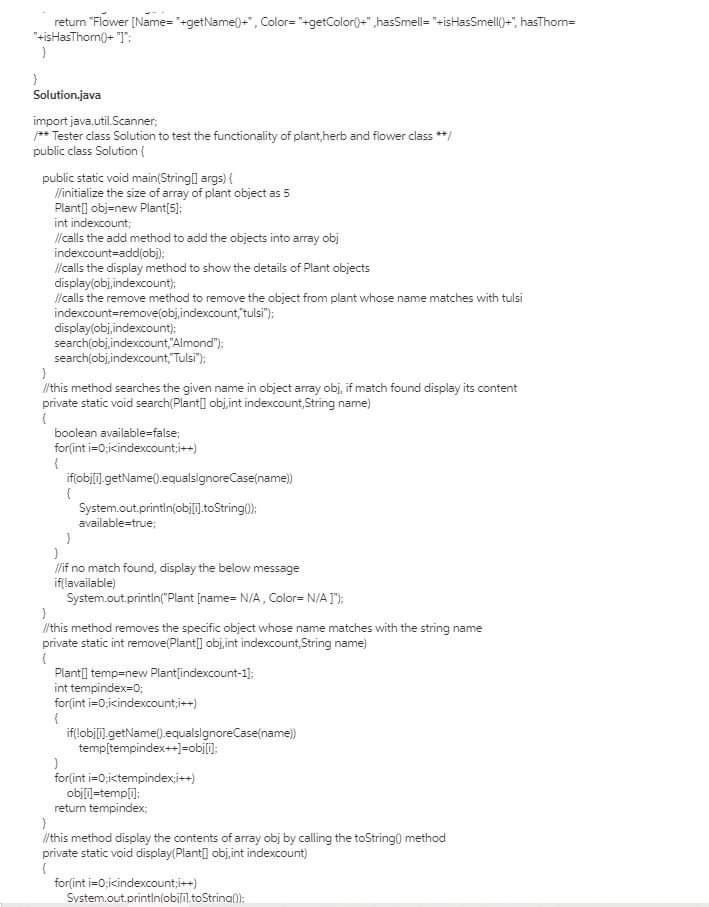 return "Flower [Name= "+getName()+" , Color= "+getColor()+" ,hasSmell= "+isHasSmell()+", hasThorn=
"+isHasThorn()+ "]";
}
}
Solution.java
import java.util.Scanner;
/** Tester class Solution to test the functionality of plant,herb and flower class **/
public class Solution {
public static void main(String[] args) {
//initialize the size of array of plant object as 5
Plant[] obj=new Plant[5];
int indexcount;
//calls the add method to add the objects into array obj
indexcount=add(obj);
//calls the display method to show the details of Plant objects
display(obj,indexcount);
//calls the remove method to remove the object from plant whose name matches with tulsi
indexcount=remove(obj,indexcount,"tulsi");
display(obj,indexcount);
search(obj,indexcount,"Almond");
search(obj,indexcount,"Tulsi");
}
//this method searches the given name in object array obj, if match found display its content
private static void search(Plant[] obj,int indexcount,String name)
{
boolean available=false;
for(int i=0;i<indexcount;i++)
{
if(obj[i].getName().equalsIgnoreCase(name))
{
System.out.println(obj[i].toString());
available=true;
}
}
//if no match found, display the below message
if(!available)
System.out.println("Plant [name= N/A , Color= N/A ]");
}
//this method removes the specific object whose name matches with the string name
private static int remove(Plant[] obj,int indexcount,String name)
{
Plant[] temp=new Plant[indexcount-1];
int tempindex=0;
for(int i=0;i<indexcount;i++)
{
if(!obj[i].getName().equalsIgnoreCase(name))
temp[tempindex++]=obj[i];
}
for(int i=0;i<tempindex;i++)
obj[i]=temp[i];
return tempindex;
}
//this method display the contents of array obj by calling the toString() method
private static void display(Plant[] obj,int indexcount)
{
for(int i=0;i<indexcount;i++)
System.out.println(obj[i].toString());